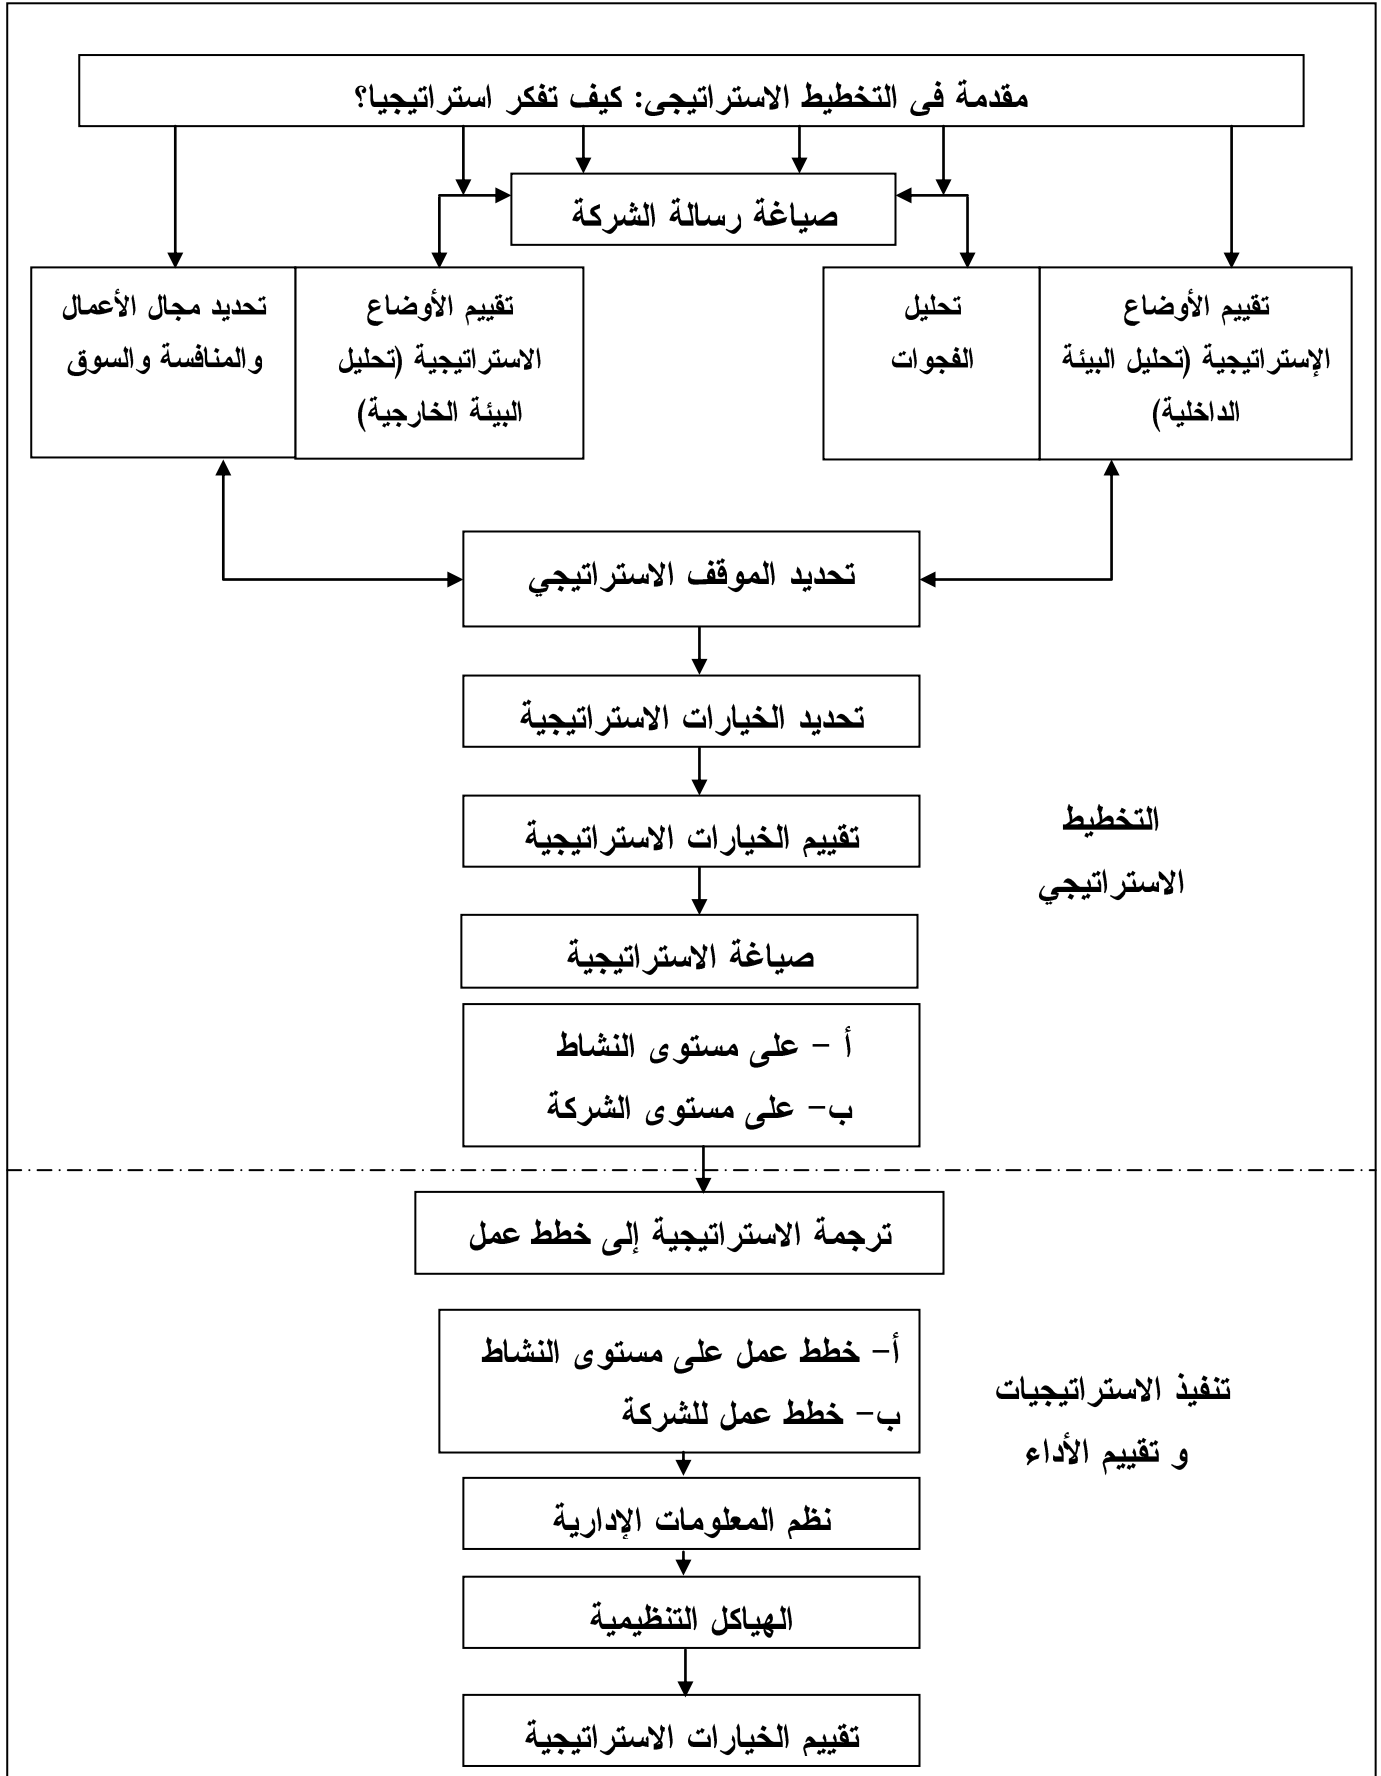 مقدمة فى التخطيط الاستراتيجى: كيف تفكر استراتيجيا؟
صياغة رسالة الشركة
تقييم الأوضاع
الإستراتيجية (تحليل البيئة
الداخلية)
تحليل
الفجوات
تقييم الأوضاع
الاستراتيجية (تحليل
البيئة الخارجية)
تحديد مجال الأعمال
والمنافسة والسوق
تحديد الموقف الاستراتيجي
تحديد الخيارات الاستراتيجية
تقييم الخيارات الاستراتيجية
التخطيط
الاستراتيجي
صياغة الاستراتيجية
أ - على مستوى النشاط
ب- على مستوى الشركة
ترجمة الاستراتيجية إلى خطط عمل
أ- خطط عمل على مستوى النشاط
ب- خطط عمل للشركة
تنفيذ الاستراتيجيات
و تقييم الأداء
نظم المعلومات الإدارية
الهياكل التنظيمية
تقييم الخيارات الاستراتيجية